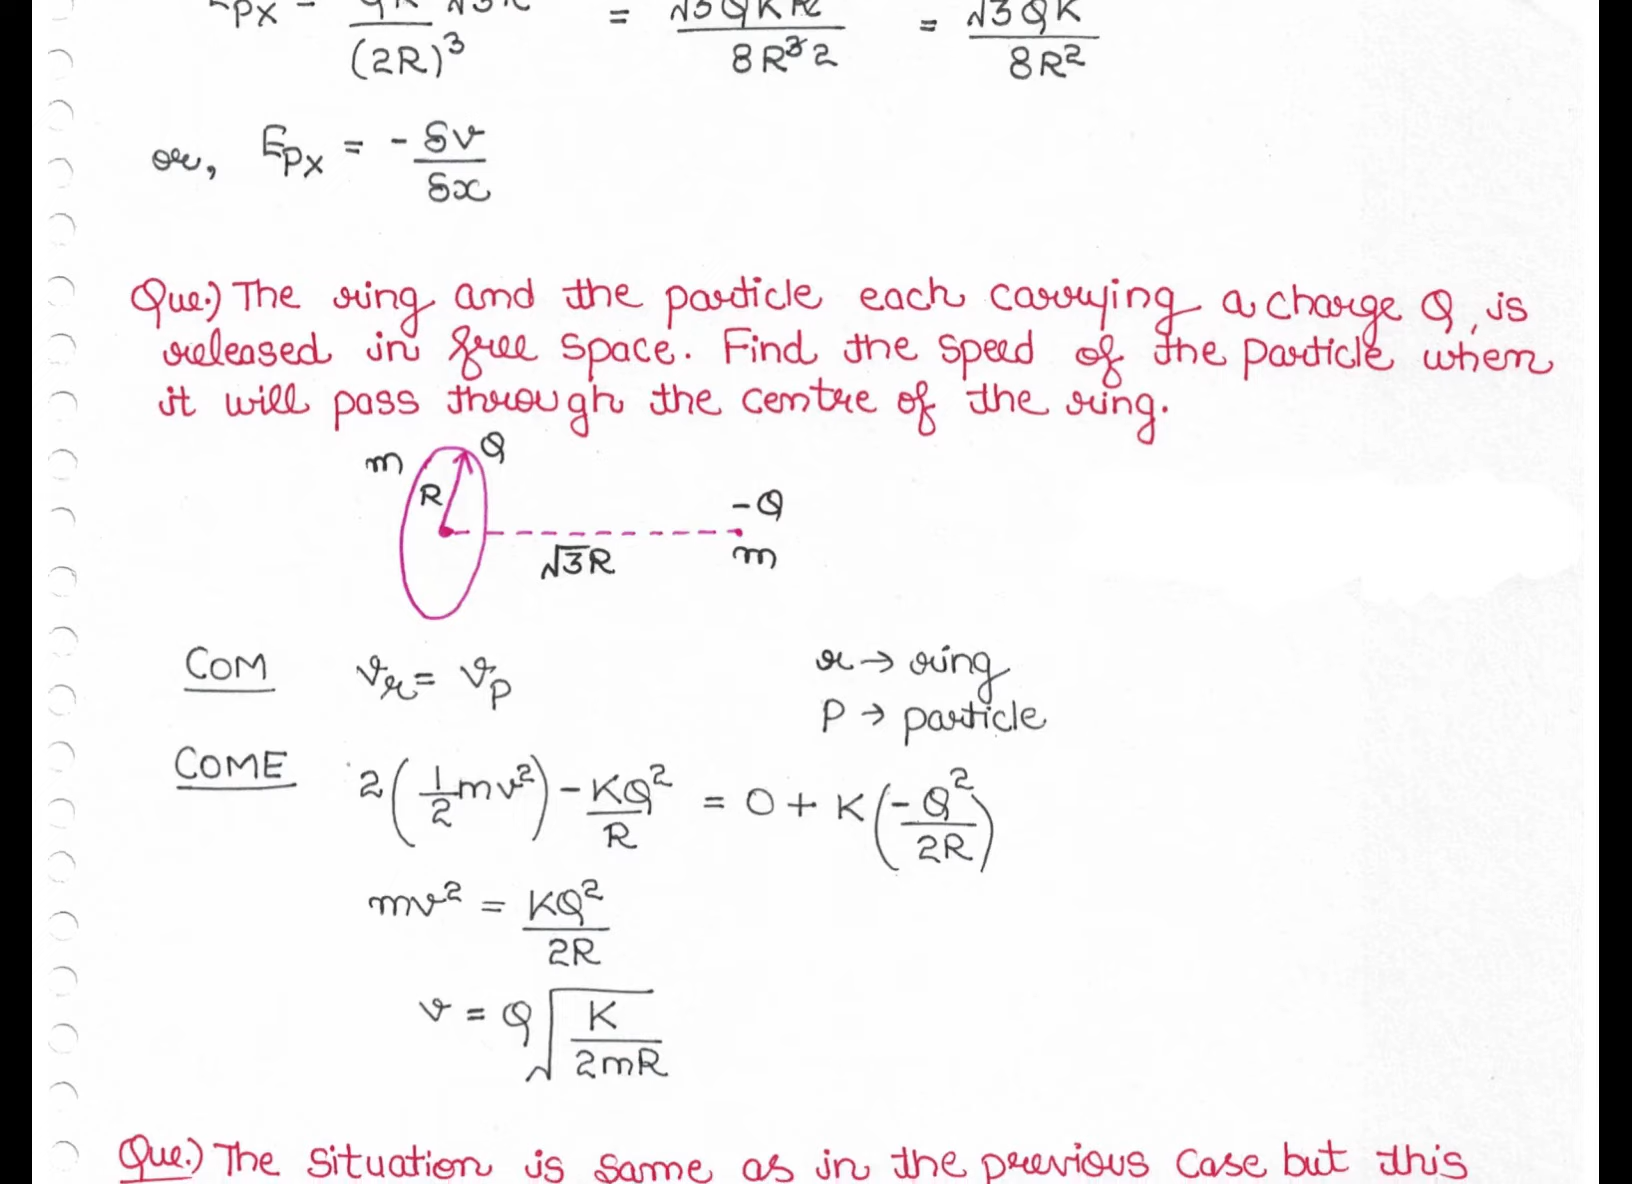 (2R)³ = 8R³2 = √3QK / 8R²
or, Epx = - δv / δx
Que.) The ring and the particle each carrying a charge Q, is
released in free space. Find the speed of the particle when
it will pass through the centre of the ring.
m Q
R
-Q
√3R m
COM vr = vp r → ring
P → particle
COME 2(1/2 mv²) - KQ²/R = 0 + K(-Q²/2R)
mv² = KQ²/2R
v = Q√(K/2mR)
Que.) The situation is same as in the previous case but this